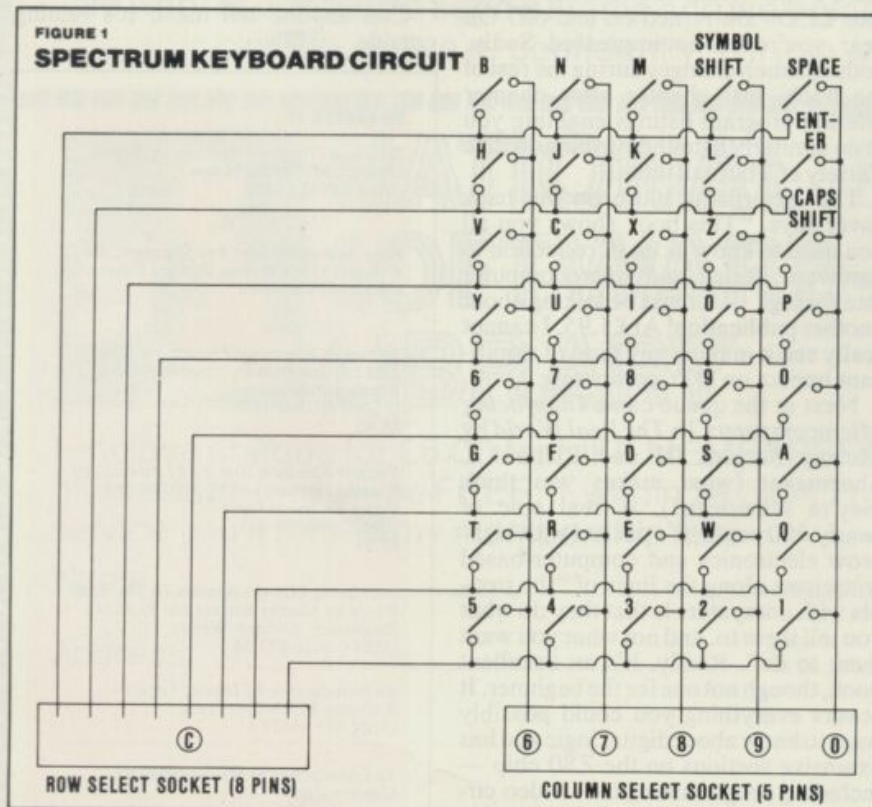 FIGURE 1
SYMBOL
SPECTRUM KEYBOARD CIRCUIT B N M SHIFT SPACE
ENT-
ER
H J K L
CAPS
SHIFT
V C X Z
Y U I O P
6 7 8 9 0
G F D S A
T R E W Q
5 4 3 2 1
C 6 7 8 9 0
ROW SELECT SOCKET (8 PINS) COLUMN SELECT SOCKET (5 PINS)